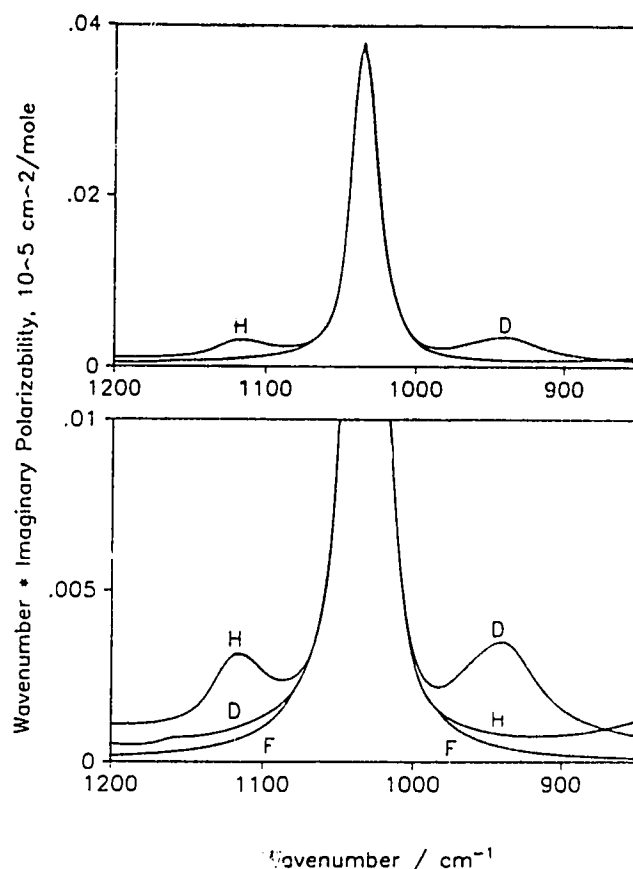 Wavenumber * Imaginary Polarizability, 10~5 cm~2/mole
.04
.02
0
H
D
1200 1100 1000 900
.01
.005
0
H
D
D
H
F
F
1200 1100 1000 900
Wavenumber / cm⁻¹